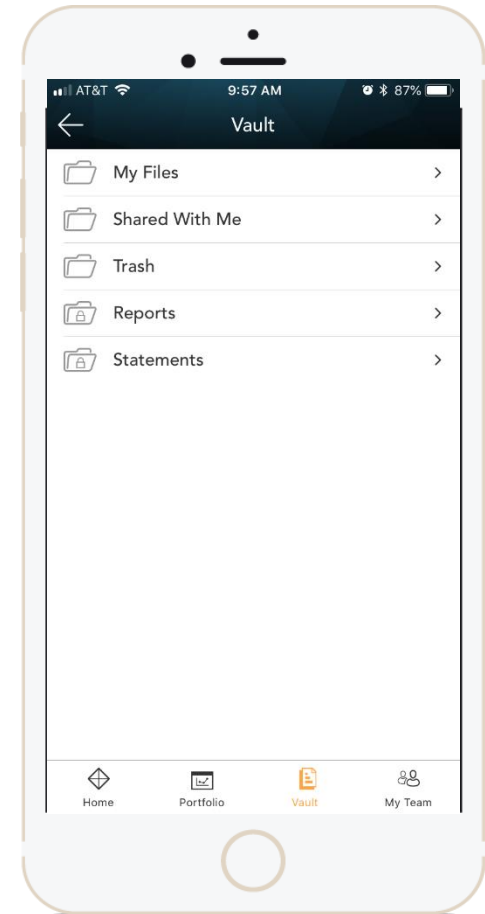 AT&T 9:57 AM 87%
Vault
My Files
Shared With Me
Trash
Reports
Statements
Home Portfolio Vault My Team